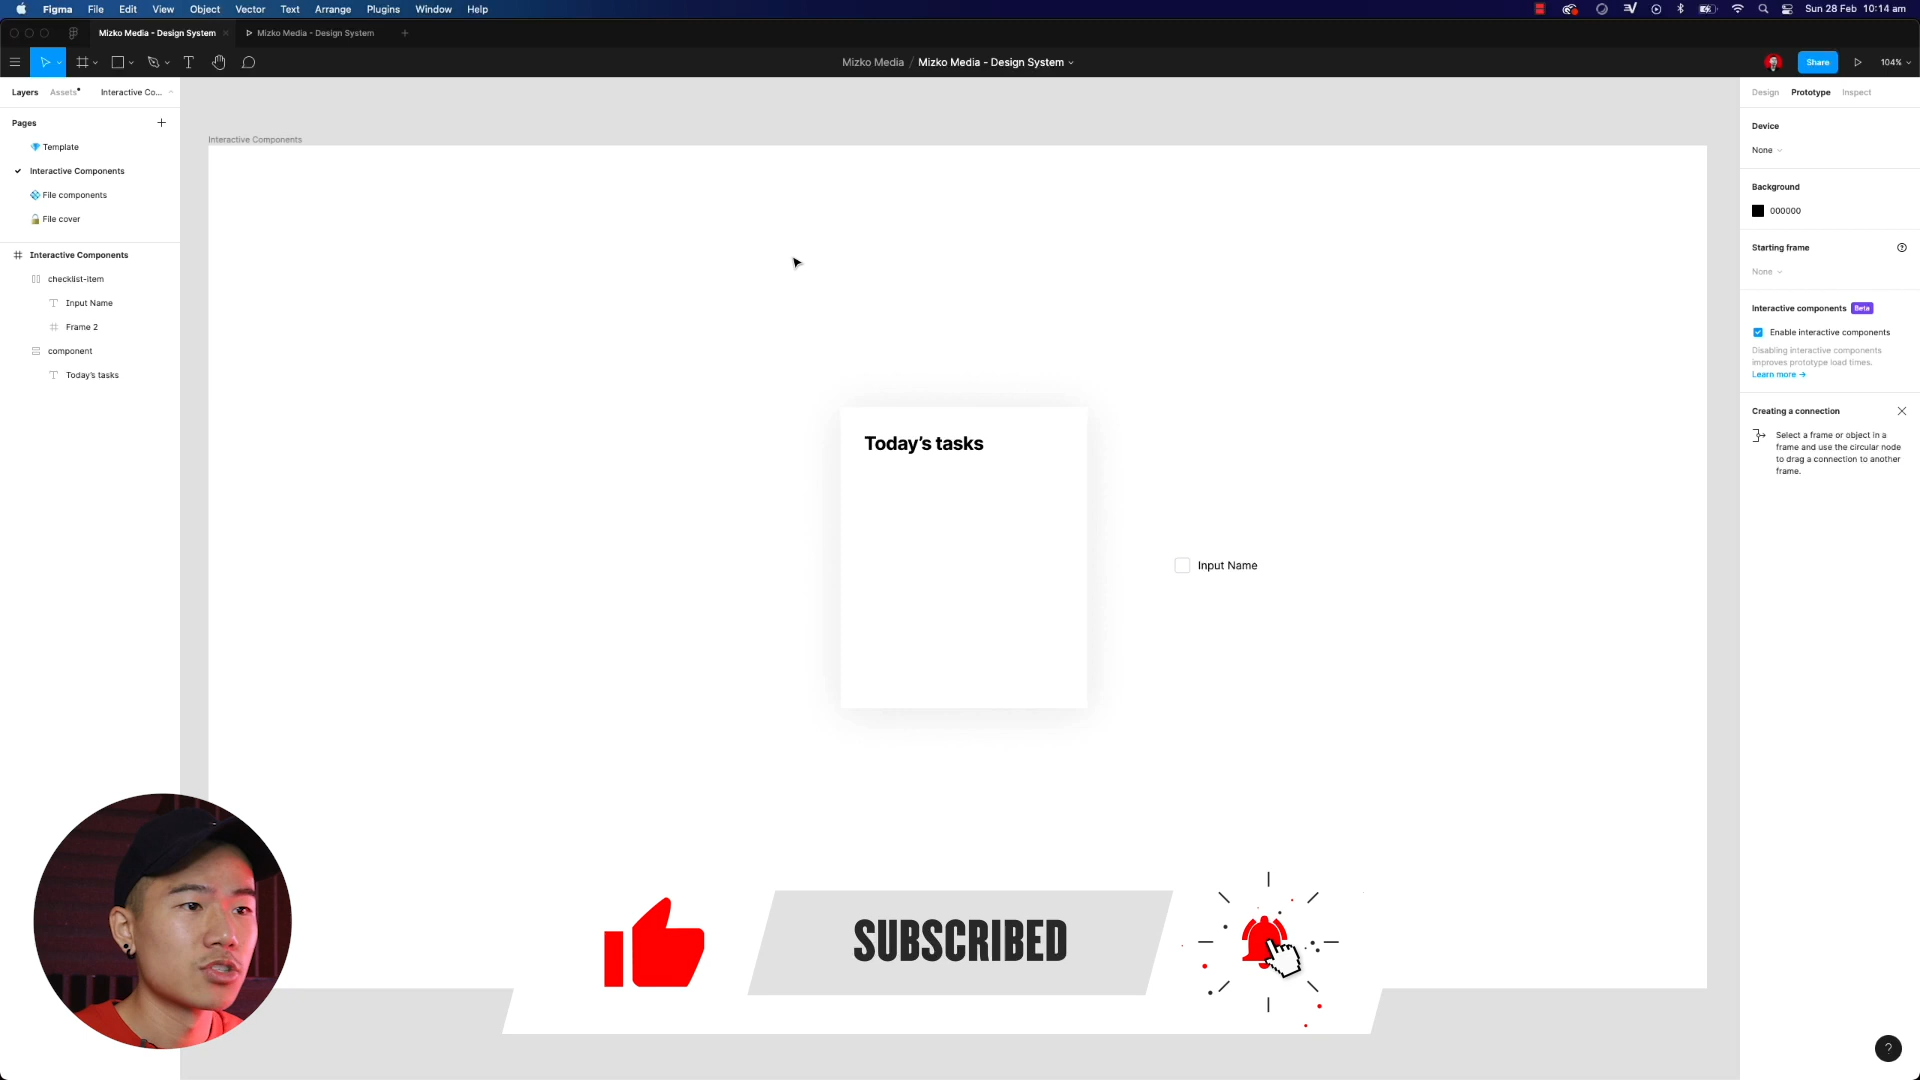 Figma File Edit View Object Vector Text Arrange Plugins Window Help Sun 28 Feb 10:14 am
Mizko Media - Design System Mizko Media - Design System
Mizko Media / Mizko Media - Design System Share 104%
Layers Assets Interactive Co... Design Prototype Inspect
Pages
Template
Interactive Components
File components
File cover
Interactive Components
checklist-item
Input Name
Frame 2
component
Today's tasks
Interactive Components
Today's tasks
Input Name
Device
None
Background
000000
Starting frame
None
Interactive components Beta
Enable interactive components
Disabling interactive components
improves prototype load times.
Learn more →
Creating a connection
Select a frame or object in a
frame and use the circular node
to drag a connection to another
frame.
SUBSCRIBED
?